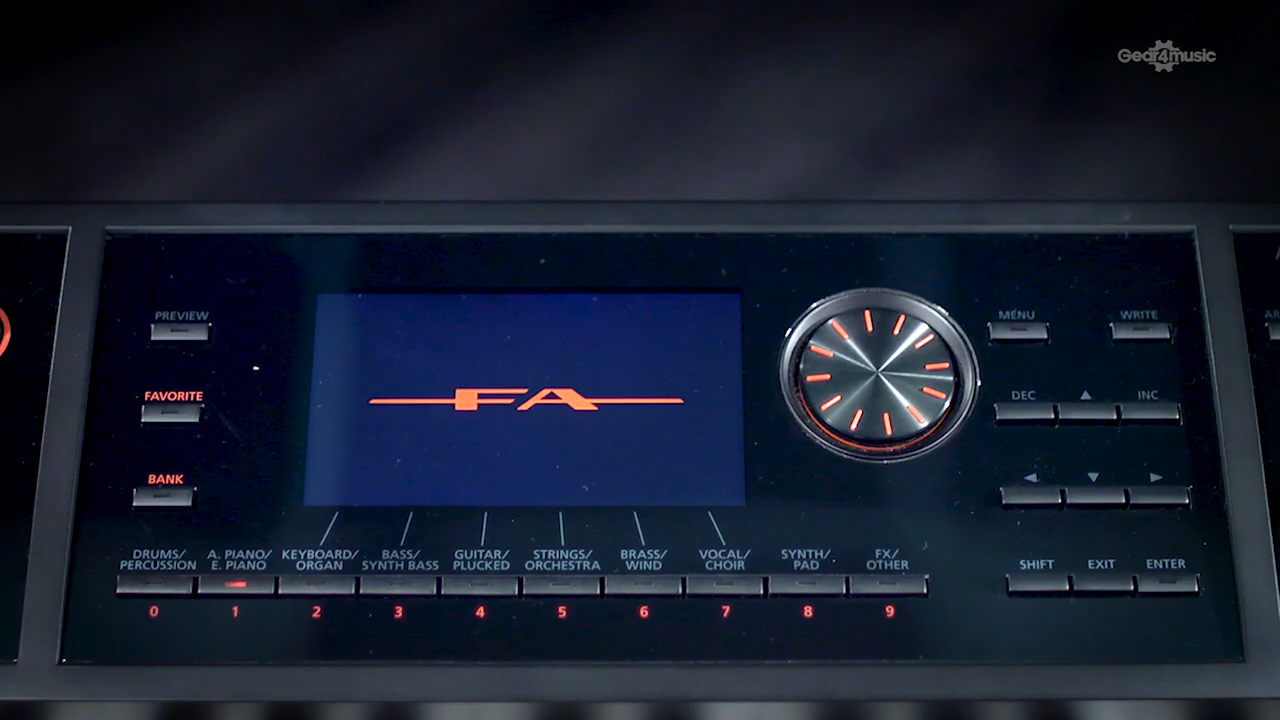 Gear4music
PREVIEW
MENU
WRITE
FAVORITE
DEC
INC
FA
BANK
DRUMS/
PERCUSSION
A. PIANO/
E. PIANO
KEYBOARD/
ORGAN
BASS/
SYNTH BASS
GUITAR/
PLUCKED
STRINGS/
ORCHESTRA
BRASS/
WIND
VOCAL/
CHOIR
SYNTH/
PAD
FX/
OTHER
SHIFT
EXIT
ENTER
0 1 2 3 4 5 6 7 8 9